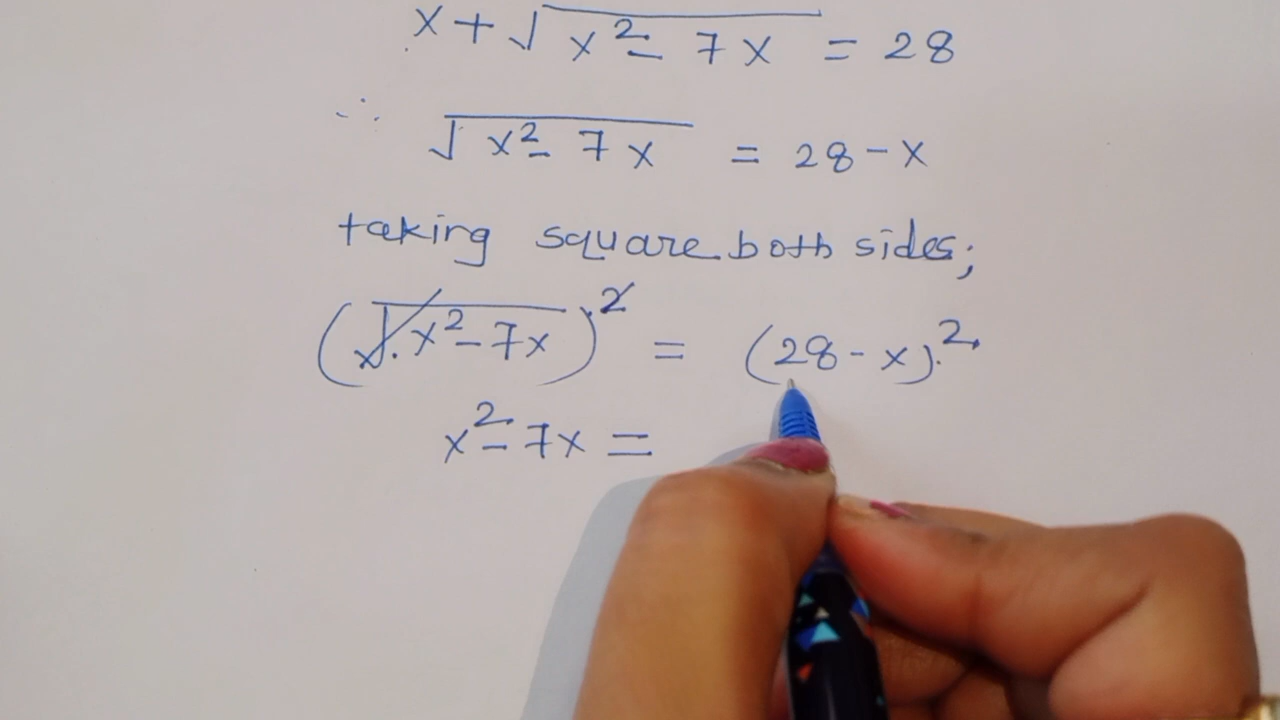 x + √x² - 7x = 28
∴ √x² - 7x = 28 - x
taking square both sides;
(√x² - 7x)² = (28 - x)²
x² - 7x =